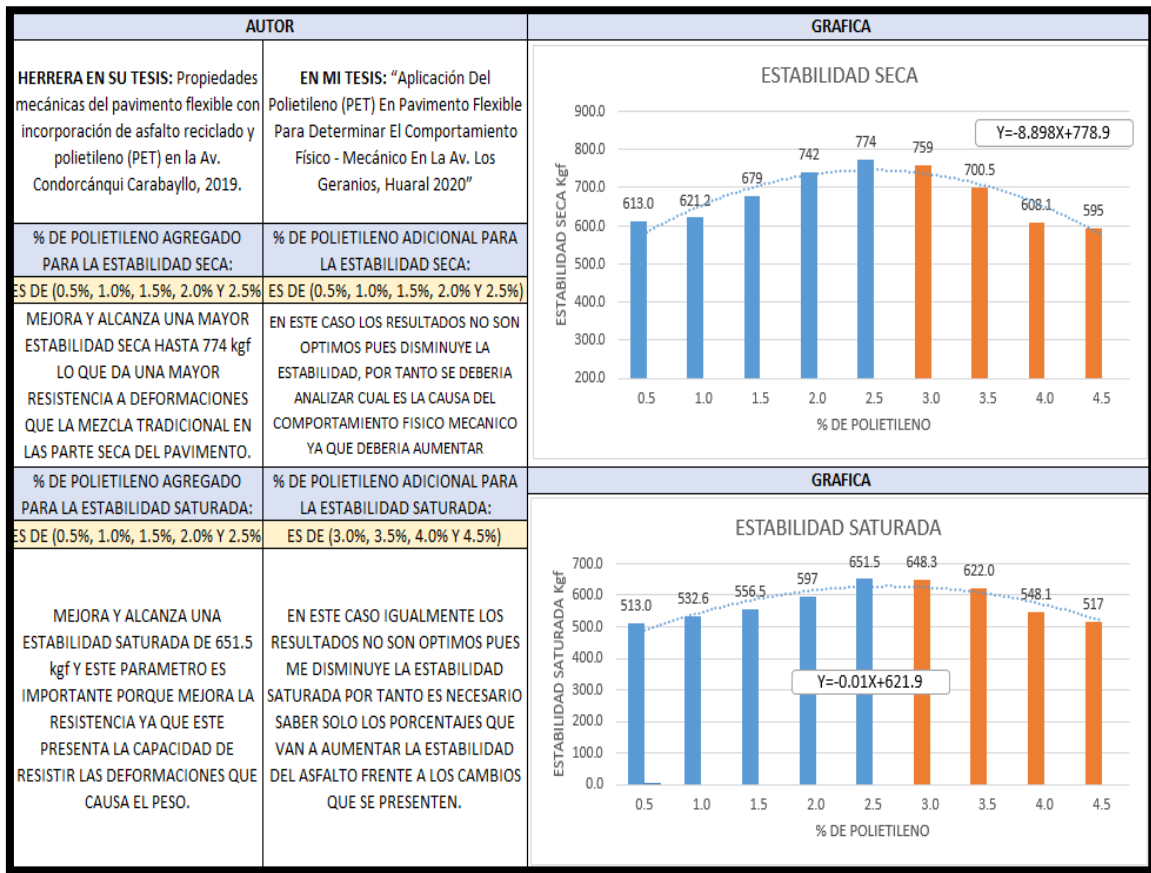 AUTOR
GRAFICA
HERRERA EN SU TESIS: Propiedades
mecánicas del pavimento flexible con
incorporación de asfalto reciclado y
polietileno (PET) en la Av.
Condorcánqui Carabayllo, 2019.
EN MI TESIS: “Aplicación Del
Polietileno (PET) En Pavimento Flexible
Para Determinar El Comportamiento
Físico - Mecánico En La Av. Los
Geranios, Huaral 2020”
% DE POLIETILENO AGREGADO
PARA LA ESTABILIDAD SECA:
% DE POLIETILENO ADICIONAL PARA
LA ESTABILIDAD SECA:
ES DE (0.5%, 1.0%, 1.5%, 2.0% Y 2.5%
ES DE (0.5%, 1.0%, 1.5%, 2.0% Y 2.5%)
MEJORA Y ALCANZA UNA MAYOR
ESTABILIDAD SECA HASTA 774 kgf
LO QUE DA UNA MAYOR
RESISTENCIA A DEFORMACIONES
QUE LA MEZCLA TRADICIONAL EN
LAS PARTE SECA DEL PAVIMENTO.
EN ESTE CASO LOS RESULTADOS NO SON
OPTIMOS PUES DISMINUYE LA
ESTABILIDAD, POR TANTO SE DEBERIA
ANALIZAR CUAL ES LA CAUSA DEL
COMPORTAMIENTO FISICO MECANICO
YA QUE DEBERIA AUMENTAR
ESTABILIDAD SECA
Y=-8.898X+778.9
ESTABILIDAD SECA Kgf
900.0
800.0
700.0
600.0
500.0
400.0
300.0
200.0
613.0 621.2 679 742 774 759 700.5 608.1 595
0.5 1.0 1.5 2.0 2.5 3.0 3.5 4.0 4.5
% DE POLIETILENO
% DE POLIETILENO AGREGADO
PARA LA ESTABILIDAD SATURADA:
% DE POLIETILENO ADICIONAL PARA
LA ESTABILIDAD SATURADA:
GRAFICA
ES DE (0.5%, 1.0%, 1.5%, 2.0% Y 2.5%
ES DE (3.0%, 3.5%, 4.0% Y 4.5%)
MEJORA Y ALCANZA UNA
ESTABILIDAD SATURADA DE 651.5
kgf Y ESTE PARAMETRO ES
IMPORTANTE PORQUE MEJORA LA
RESISTENCIA YA QUE ESTE
PRESENTA LA CAPACIDAD DE
RESISTIR LAS DEFORMACIONES QUE
CAUSA EL PESO.
EN ESTE CASO IGUALMENTE LOS
RESULTADOS NO SON OPTIMOS PUES
ME DISMINUYE LA ESTABILIDAD
SATURADA POR TANTO ES NECESARIO
SABER SOLO LOS PORCENTAJES QUE
VAN A AUMENTAR LA ESTABILIDAD
DEL ASFALTO FRENTE A LOS CAMBIOS
QUE SE PRESENTEN.
ESTABILIDAD SATURADA
ESTABILIDAD SATURADA Kgf
700.0
600.0
500.0
400.0
300.0
200.0
100.0
0.0
513.0 532.6 556.5 597 651.5 648.3 622.0 548.1 517
Y=-0.01X+621.9
0.5 1.0 1.5 2.0 2.5 3.0 3.5 4.0 4.5
% DE POLIETILENO